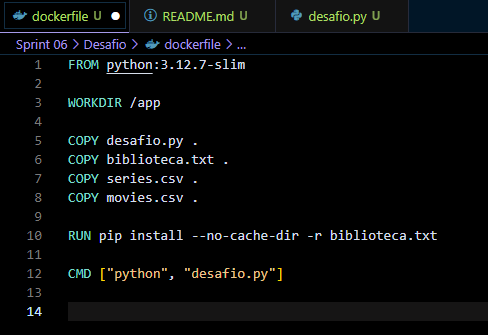 dockerfile U README.md U desafio.py U
Sprint 06 > Desafio > dockerfile > ...
1 FROM python:3.12.7-slim
2
3 WORKDIR /app
4
5 COPY desafio.py .
6 COPY biblioteca.txt .
7 COPY series.csv .
8 COPY movies.csv .
9
10 RUN pip install --no-cache-dir -r biblioteca.txt
11
12 CMD ["python", "desafio.py"]
13
14